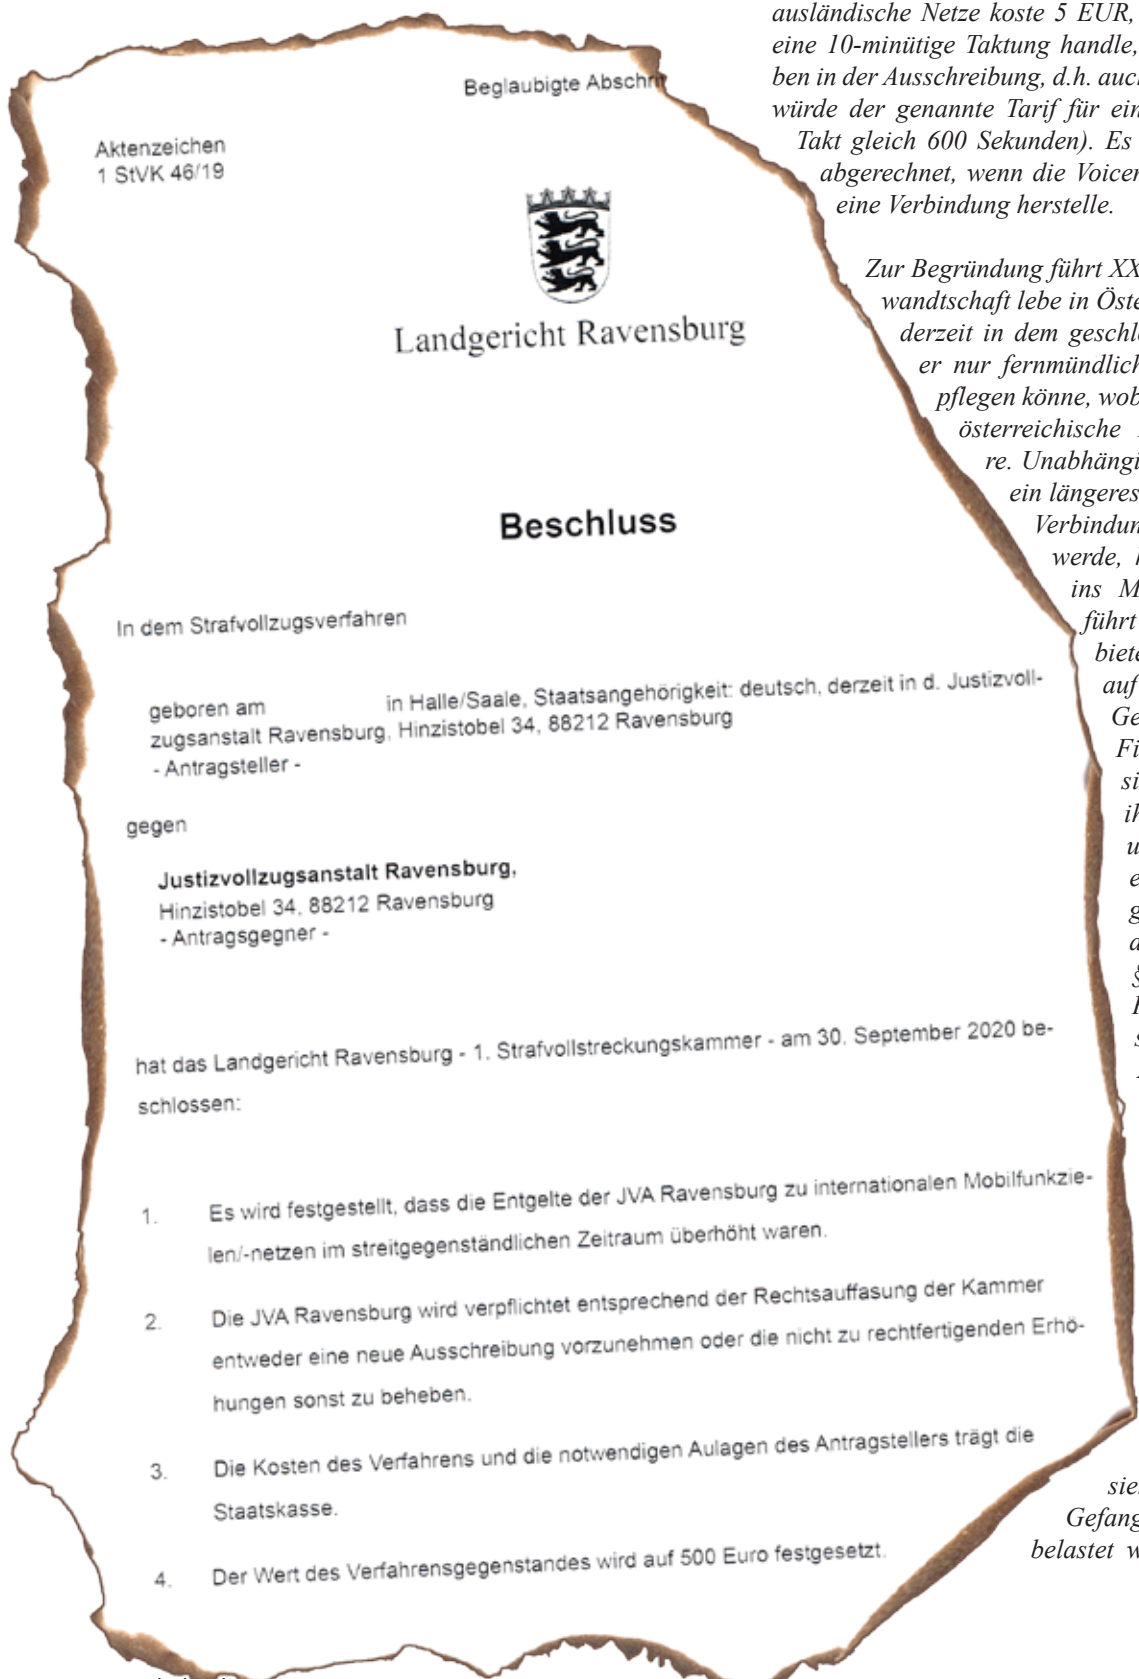 Beglaubigte Abschri
Aktenzeichen
1 StVK 46/19
Landgericht Ravensburg
Beschluss
In dem Strafvollzugsverfahren
geboren am in Halle/Saale, Staatsangehörigkeit: deutsch, derzeit in d. Justizvoll-
zugsanstalt Ravensburg, Hinzistobel 34, 88212 Ravensburg
- Antragsteller -
gegen
Justizvollzugsanstalt Ravensburg,
Hinzistobel 34, 88212 Ravensburg
- Antragsgegner -
hat das Landgericht Ravensburg - 1. Strafvollstreckungskammer - am 30. September 2020 be-
schlossen:
1. Es wird festgestellt, dass die Entgelte der JVA Ravensburg zu internationalen Mobilfunkzie-
len/-netzen im streitgegenständlichen Zeitraum überhöht waren.
2. Die JVA Ravensburg wird verpflichtet entsprechend der Rechtsauffasung der Kammer
entweder eine neue Ausschreibung vorzunehmen oder die nicht zu rechtfertigenden Erhö-
hungen sonst zu beheben.
3. Die Kosten des Verfahrens und die notwendigen Aulagen des Antragstellers trägt die
Staatskasse.
4. Der Wert des Verfahrensgegenstandes wird auf 500 Euro festgesetzt.
ausländische Netze koste 5 EUR,
eine 10-minütige Taktung handle,
ben in der Ausschreibung, d.h. auch
würde der genannte Tarif für ein
Takt gleich 600 Sekunden). Es
abgerechnet, wenn die Voicem
eine Verbindung herstelle.
Zur Begründung führt XX
wandtschaft lebe in Öste
derzeit in dem geschlo
er nur fernmündlich
pflegen könne, wob
österreichische
re. Unabhängi
ein längeres
Verbindun
werde,
ins M
führt
biete
auf
Ge
Fi
si
ih
u
e
g
a
§
s
sie
Gefang
belastet w